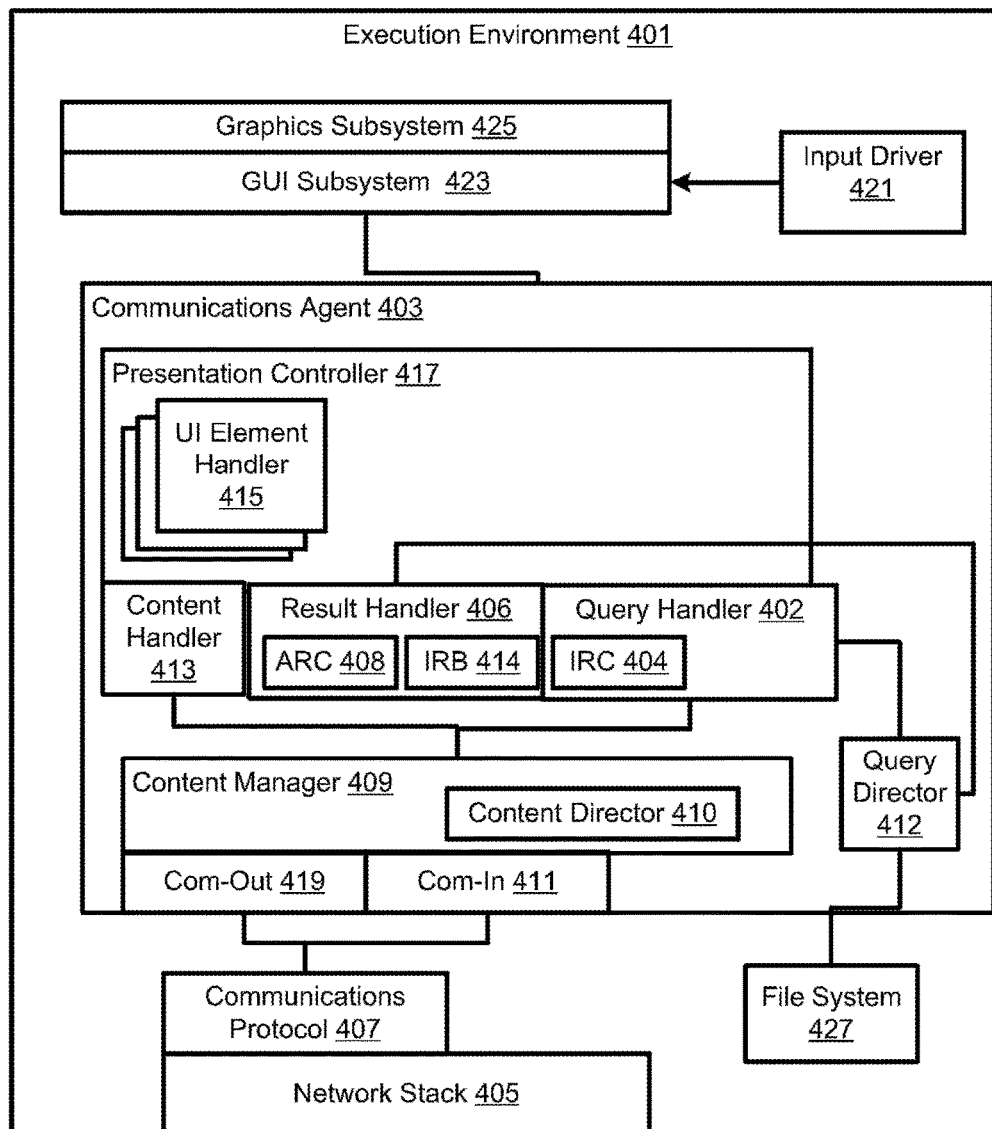 Execution Environment 401
Graphics Subsystem 425
GUI Subsystem 423
Input Driver
421
Communications Agent 403
Presentation Controller 417
UI Element
Handler
415
Content
Handler
413
Result Handler 406
ARC 408
IRB 414
Query Handler 402
IRC 404
Content Manager 409
Content Director 410
Query
Director
412
Com-Out 419
Com-In 411
Communications
Protocol 407
File System
427
Network Stack 405